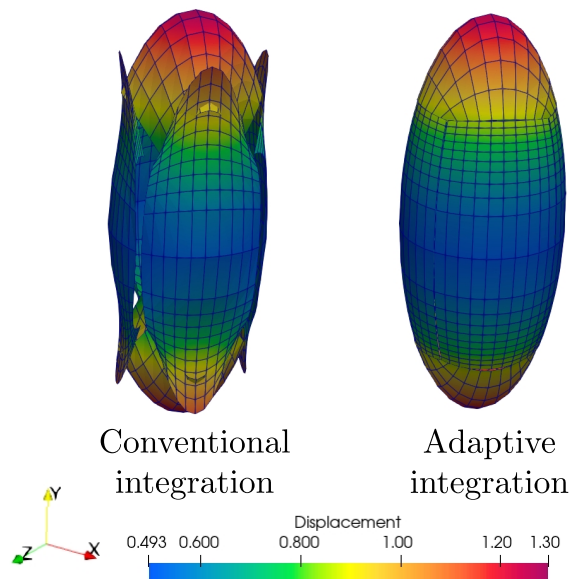 Conventional
integration
Adaptive
integration
Y
Z
X
Displacement
0.493 0.600 0.800 1.00 1.20 1.30